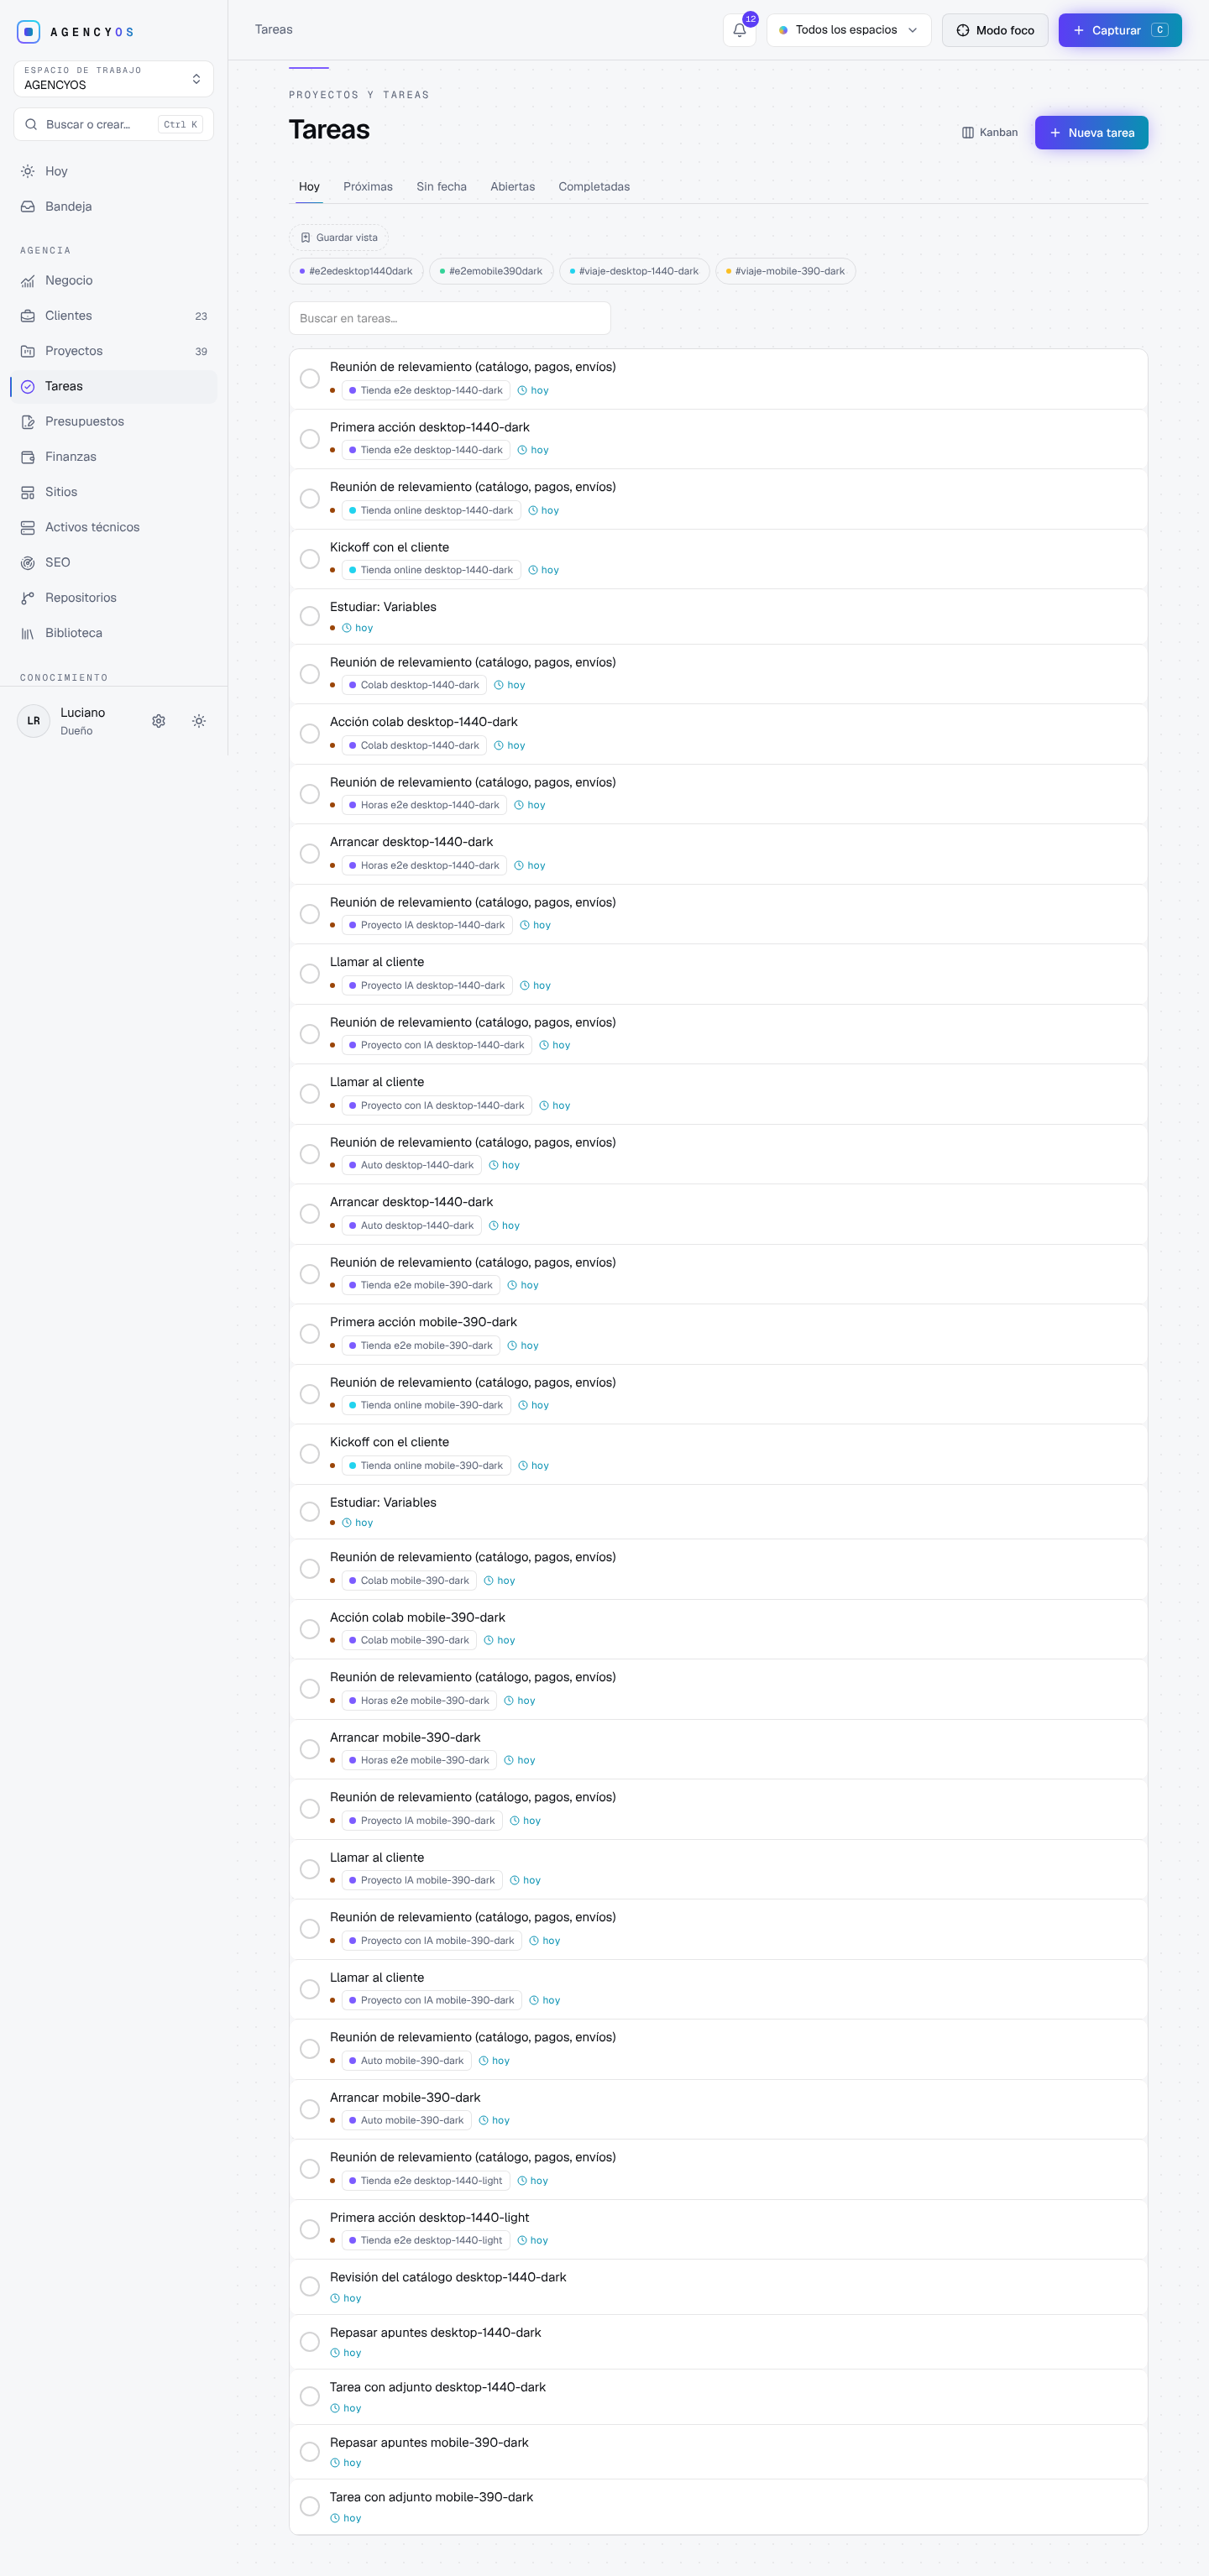 AGENCYOS
ESPACIO DE TRABAJO
AGENCYOS
Buscar o crear... Ctrl K
Hoy
Bandeja
AGENCIA
Negocio
Clientes 23
Proyectos 39
Tareas
Presupuestos
Finanzas
Sitios
Activos técnicos
SEO
Repositorios
Biblioteca
CONOCIMIENTO
LR Luciano
Dueño
Tareas
12
Todos los espacios
Modo foco
Capturar C
PROYECTOS Y TAREAS
Tareas
Kanban
Nueva tarea
Hoy Próximas Sin fecha Abiertas Completadas
Guardar vista
#e2edesktop1440dark #e2emobile390dark #viaje-desktop-1440-dark #viaje-mobile-390-dark
Buscar en tareas...
Reunión de relevamiento (catálogo, pagos, envíos)
Tienda e2e desktop-1440-dark hoy
Primera acción desktop-1440-dark
Tienda e2e desktop-1440-dark hoy
Reunión de relevamiento (catálogo, pagos, envíos)
Tienda online desktop-1440-dark hoy
Kickoff con el cliente
Tienda online desktop-1440-dark hoy
Estudiar: Variables
hoy
Reunión de relevamiento (catálogo, pagos, envíos)
Colab desktop-1440-dark hoy
Acción colab desktop-1440-dark
Colab desktop-1440-dark hoy
Reunión de relevamiento (catálogo, pagos, envíos)
Horas e2e desktop-1440-dark hoy
Arrancar desktop-1440-dark
Horas e2e desktop-1440-dark hoy
Reunión de relevamiento (catálogo, pagos, envíos)
Proyecto IA desktop-1440-dark hoy
Llamar al cliente
Proyecto IA desktop-1440-dark hoy
Reunión de relevamiento (catálogo, pagos, envíos)
Proyecto con IA desktop-1440-dark hoy
Llamar al cliente
Proyecto con IA desktop-1440-dark hoy
Reunión de relevamiento (catálogo, pagos, envíos)
Auto desktop-1440-dark hoy
Arrancar desktop-1440-dark
Auto desktop-1440-dark hoy
Reunión de relevamiento (catálogo, pagos, envíos)
Tienda e2e mobile-390-dark hoy
Primera acción mobile-390-dark
Tienda e2e mobile-390-dark hoy
Reunión de relevamiento (catálogo, pagos, envíos)
Tienda online mobile-390-dark hoy
Kickoff con el cliente
Tienda online mobile-390-dark hoy
Estudiar: Variables
hoy
Reunión de relevamiento (catálogo, pagos, envíos)
Colab mobile-390-dark hoy
Acción colab mobile-390-dark
Colab mobile-390-dark hoy
Reunión de relevamiento (catálogo, pagos, envíos)
Horas e2e mobile-390-dark hoy
Arrancar mobile-390-dark
Horas e2e mobile-390-dark hoy
Reunión de relevamiento (catálogo, pagos, envíos)
Proyecto IA mobile-390-dark hoy
Llamar al cliente
Proyecto IA mobile-390-dark hoy
Reunión de relevamiento (catálogo, pagos, envíos)
Proyecto con IA mobile-390-dark hoy
Llamar al cliente
Proyecto con IA mobile-390-dark hoy
Reunión de relevamiento (catálogo, pagos, envíos)
Auto mobile-390-dark hoy
Arrancar mobile-390-dark
Auto mobile-390-dark hoy
Reunión de relevamiento (catálogo, pagos, envíos)
Tienda e2e desktop-1440-light hoy
Primera acción desktop-1440-light
Tienda e2e desktop-1440-light hoy
Revisión del catálogo desktop-1440-dark
hoy
Repasar apuntes desktop-1440-dark
hoy
Tarea con adjunto desktop-1440-dark
hoy
Repasar apuntes mobile-390-dark
hoy
Tarea con adjunto mobile-390-dark
hoy